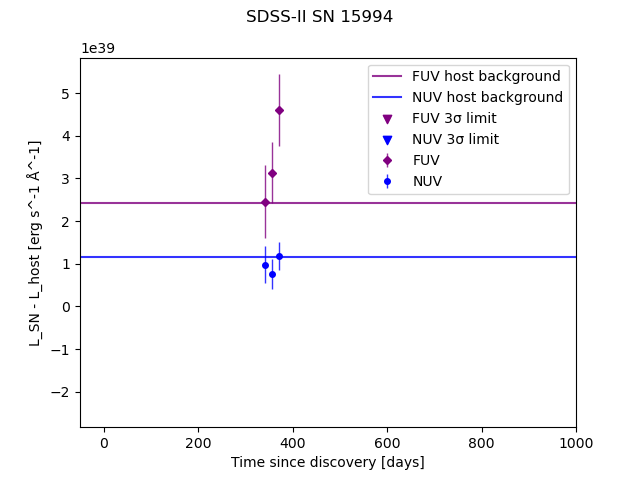 SDSS-II SN 15994
1e39
FUV host background
NUV host background
FUV 3σ limit
NUV 3σ limit
FUV
NUV
5
4
3
2
1
0
−1
−2
L_SN - L_host [erg s^-1 Å^-1]
0 200 400 600 800 1000
Time since discovery [days]